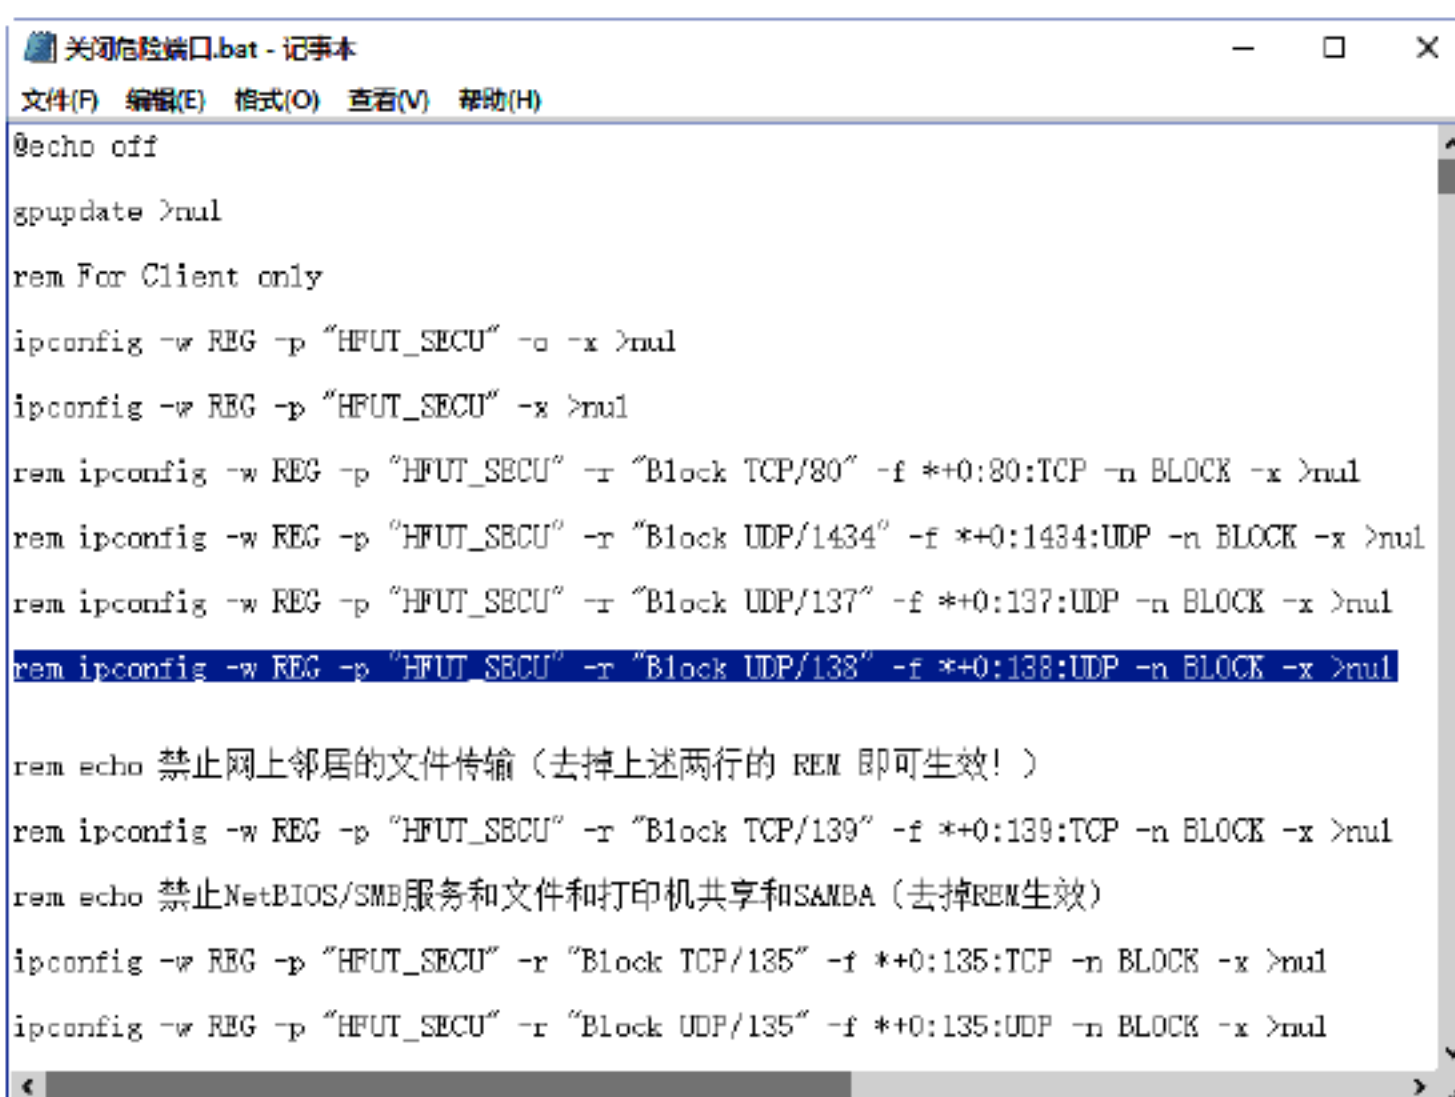 关闭危险端口.bat - 记事本
文件(F) 编辑(E) 格式(O) 查看(V) 帮助(H)
@echo off
gpupdate >nul
rem For Client only
ipconfig -w REG -p "HFUT_SECU" -o -x >nul
ipconfig -w REG -p "HFUT_SECU" -x >nul
rem ipconfig -w REG -p "HFUT_SECU" -r "Block TCP/80" -f *+0:80:TCP -n BLOCK -x >nul
rem ipconfig -w REG -p "HFUT_SECU" -r "Block UDP/1434" -f *+0:1434:UDP -n BLOCK -x >nul
rem ipconfig -w REG -p "HFUT_SECU" -r "Block UDP/137" -f *+0:137:UDP -n BLOCK -x >nul
rem ipconfig -w REG -p "HFUT_SECU" -r "Block UDP/138" -f *+0:138:UDP -n BLOCK -x >nul
rem echo 禁止网上邻居的文件传输（去掉上述两行的 REM 即可生效！）
rem ipconfig -w REG -p "HFUT_SECU" -r "Block TCP/139" -f *+0:139:TCP -n BLOCK -x >nul
rem echo 禁止NetBIOS/SMB服务和文件和打印机共享和SAMBA（去掉REM生效）
ipconfig -w REG -p "HFUT_SECU" -r "Block TCP/135" -f *+0:135:TCP -n BLOCK -x >nul
ipconfig -w REG -p "HFUT_SECU" -r "Block UDP/135" -f *+0:135:UDP -n BLOCK -x >nul